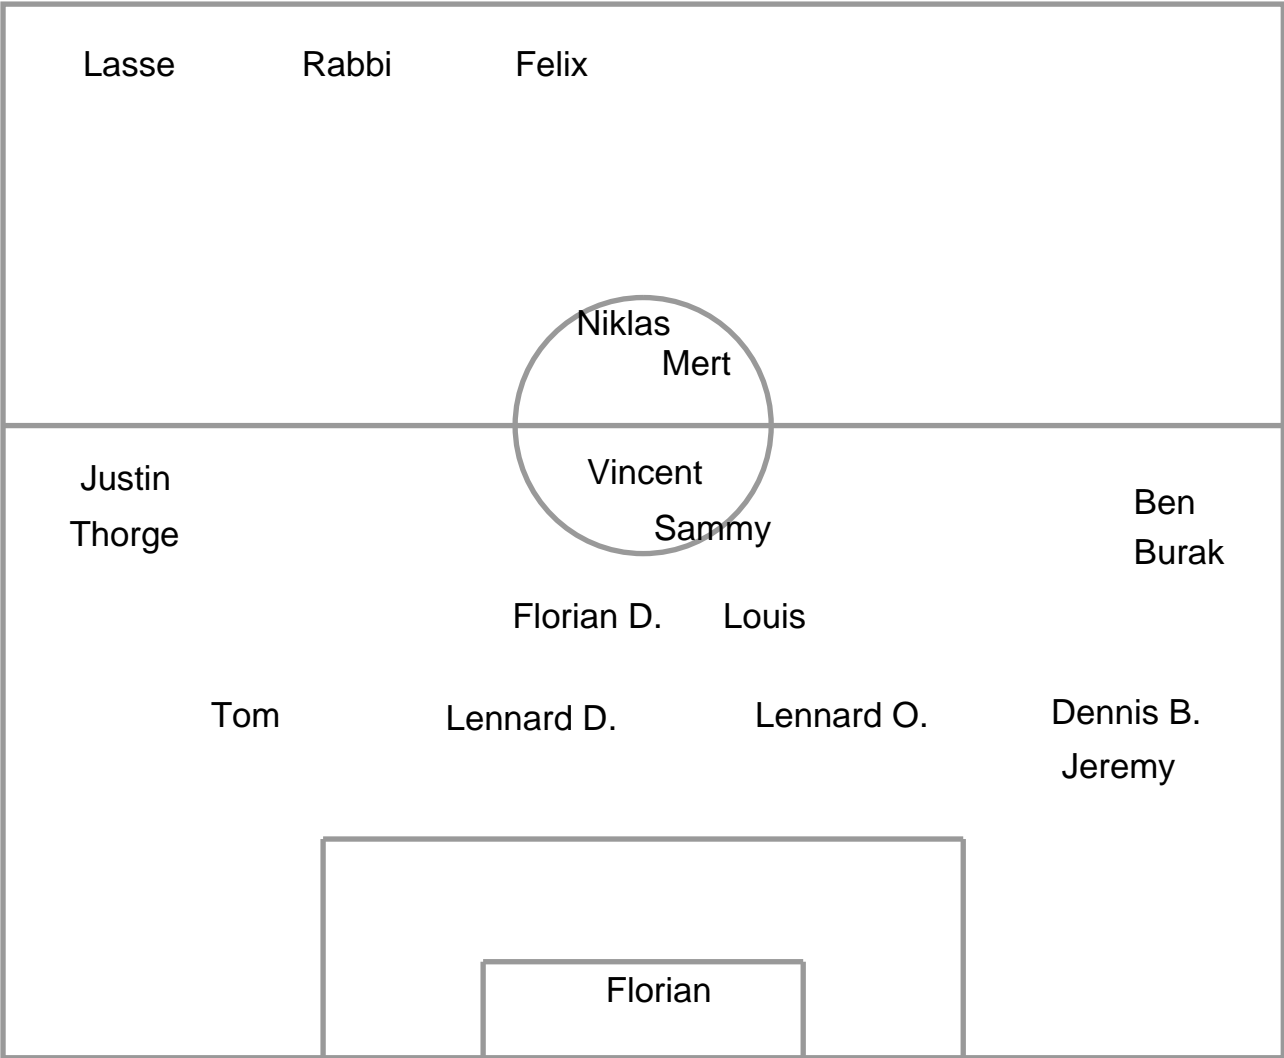 Lasse Rabbi Felix
Niklas
Mert
Vincent
Justin
Ben
Sammy
Thorge
Burak
Florian D. Louis
Tom Lennard D. Lennard O. Dennis B.
Jeremy
Florian